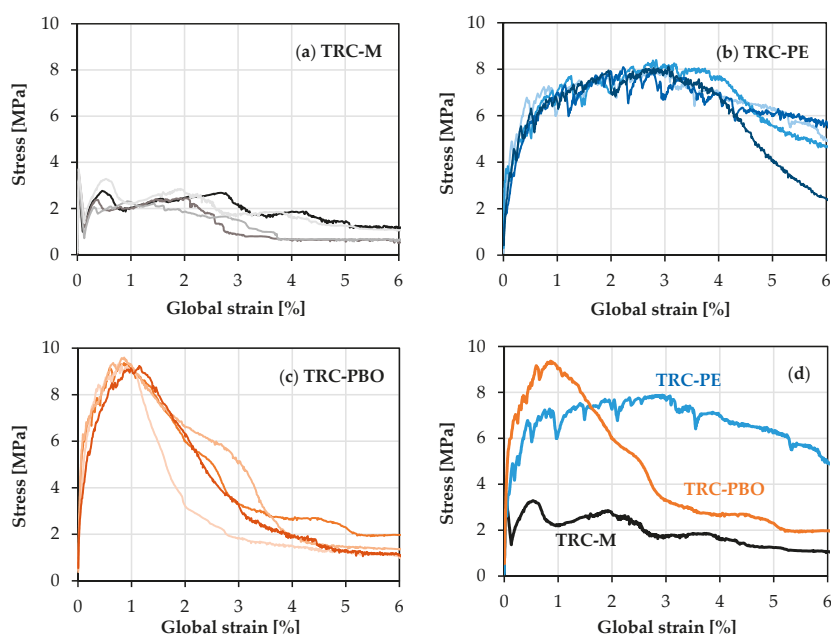 10
8
6
4
2
0
Stress [MPa]
(a) TRC-M
0 1 2 3 4 5 6
Global strain [%]
10
8
6
4
2
0
Stress [MPa]
(b) TRC-PE
0 1 2 3 4 5 6
Global strain [%]
10
8
6
4
2
0
Stress [MPa]
(c) TRC-PBO
0 1 2 3 4 5 6
Global strain [%]
10
8
6
4
2
0
Stress [MPa]
(d)
TRC-PE
TRC-PBO
TRC-M
0 1 2 3 4 5 6
Global strain [%]